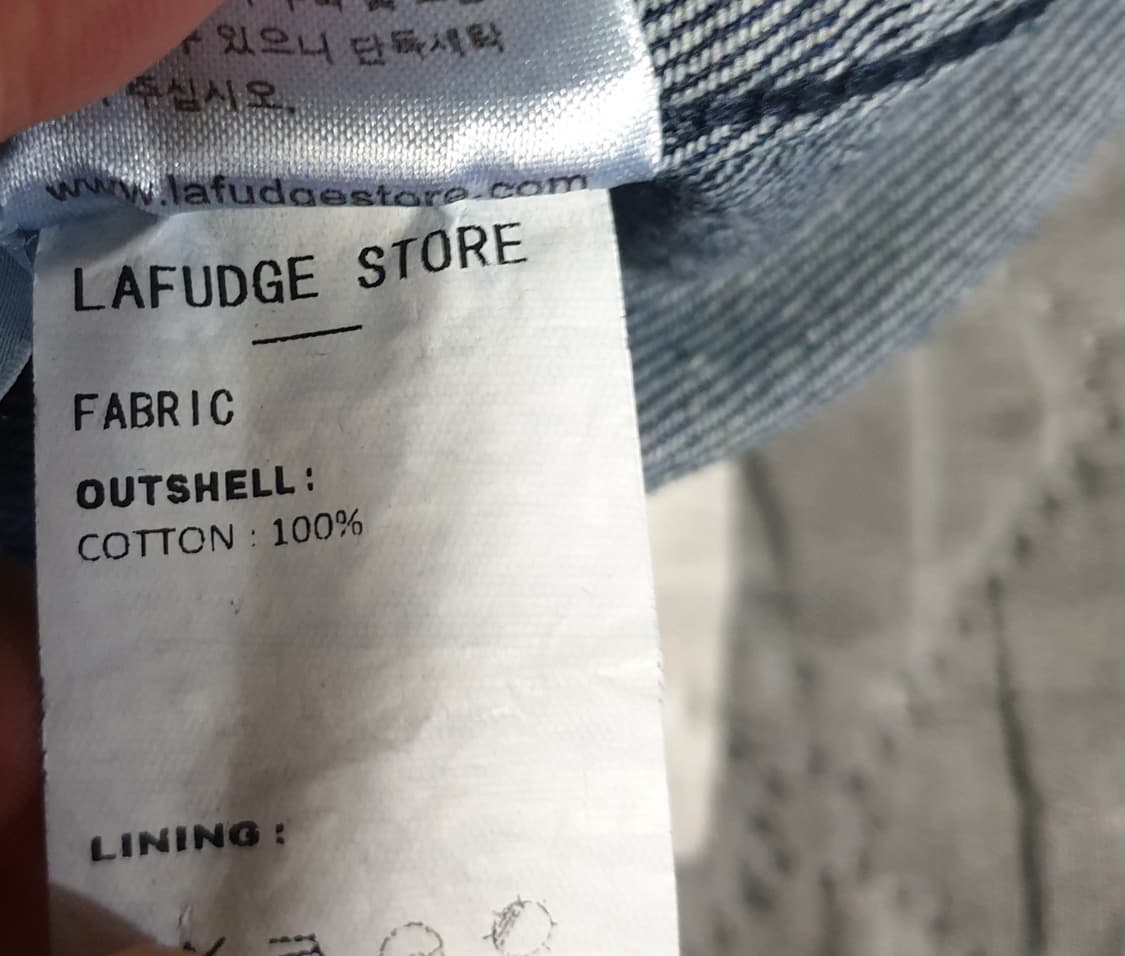 있으니 단독세탁
주십시오.
www.lafudgestore.com
LAFUDGE STORE
FABRIC
OUTSHELL:
COTTON : 100%
LINING :